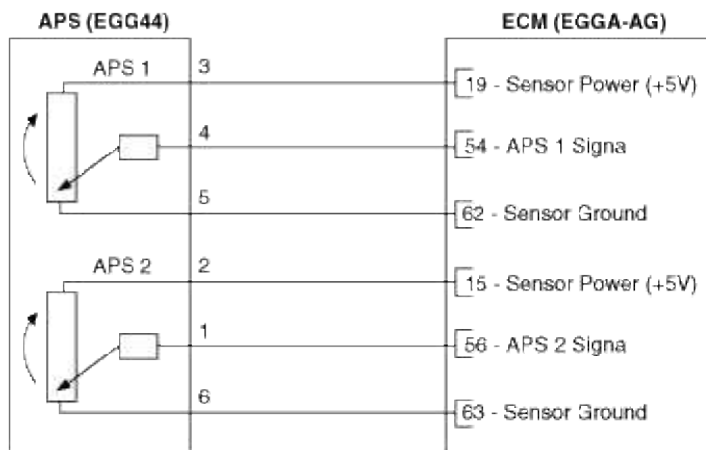 APS (EGG44) ECM (EGGA-AG)
APS 1 3 19 - Sensor Power (+5V)
4 54 - APS 1 Signa
5 62 - Sensor Ground
APS 2 2 15 - Sensor Power (+5V)
1 56 - APS 2 Signa
6 63 - Sensor Ground